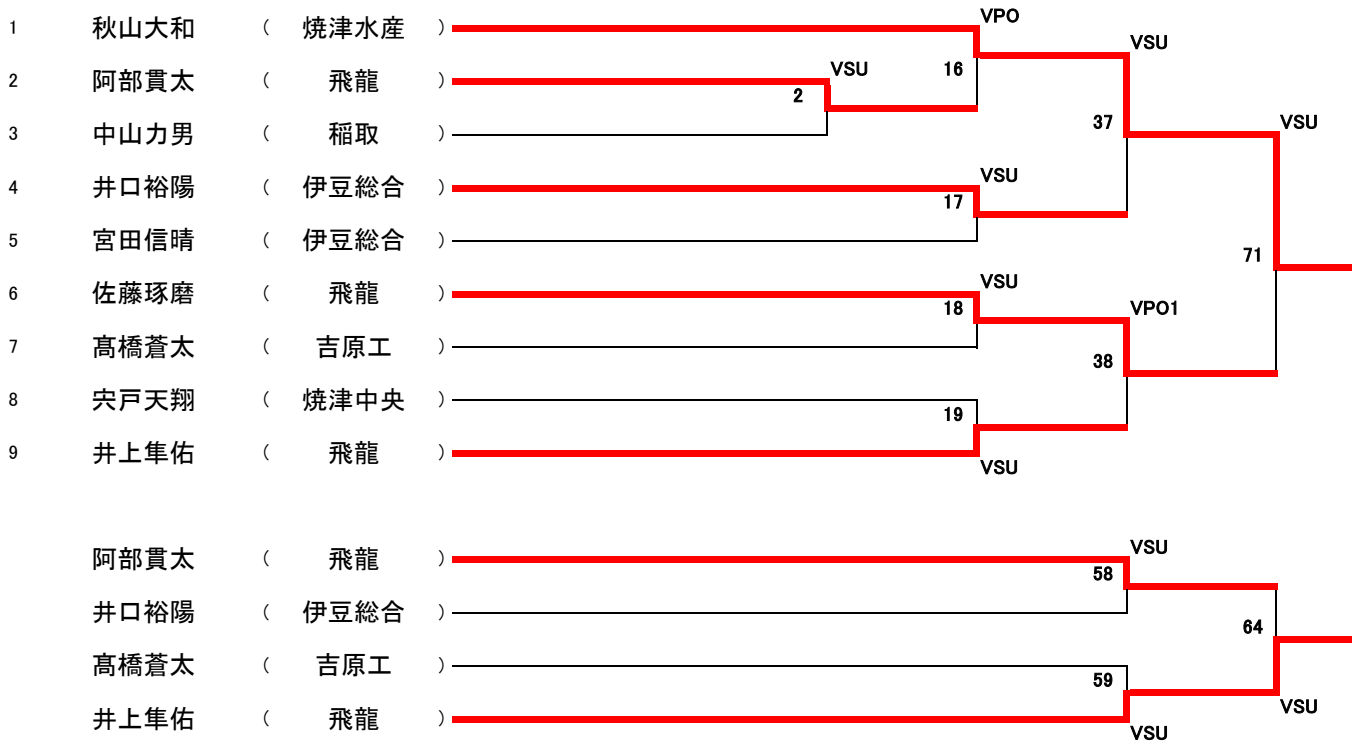 VPO
1 秋山大和 ( 焼津水産 )
VSU
VSU
16
2 阿部貫太 ( 飛龍 )
2
VSU
37
3 中山力男 ( 稲取 )
VSU
4 井口裕陽 ( 伊豆総合 )
17
5 宮田信晴 ( 伊豆総合 )
71
VSU
6 佐藤琢磨 ( 飛龍 )
18
VPO1
7 髙橋蒼太 ( 吉原工 )
38
8 宍戸天翔 ( 焼津中央 )
19
9 井上隼佑 ( 飛龍 )
VSU
VSU
阿部貫太 ( 飛龍 )
58
井口裕陽 ( 伊豆総合 )
64
髙橋蒼太 ( 吉原工 )
59
VSU
井上隼佑 ( 飛龍 )
VSU